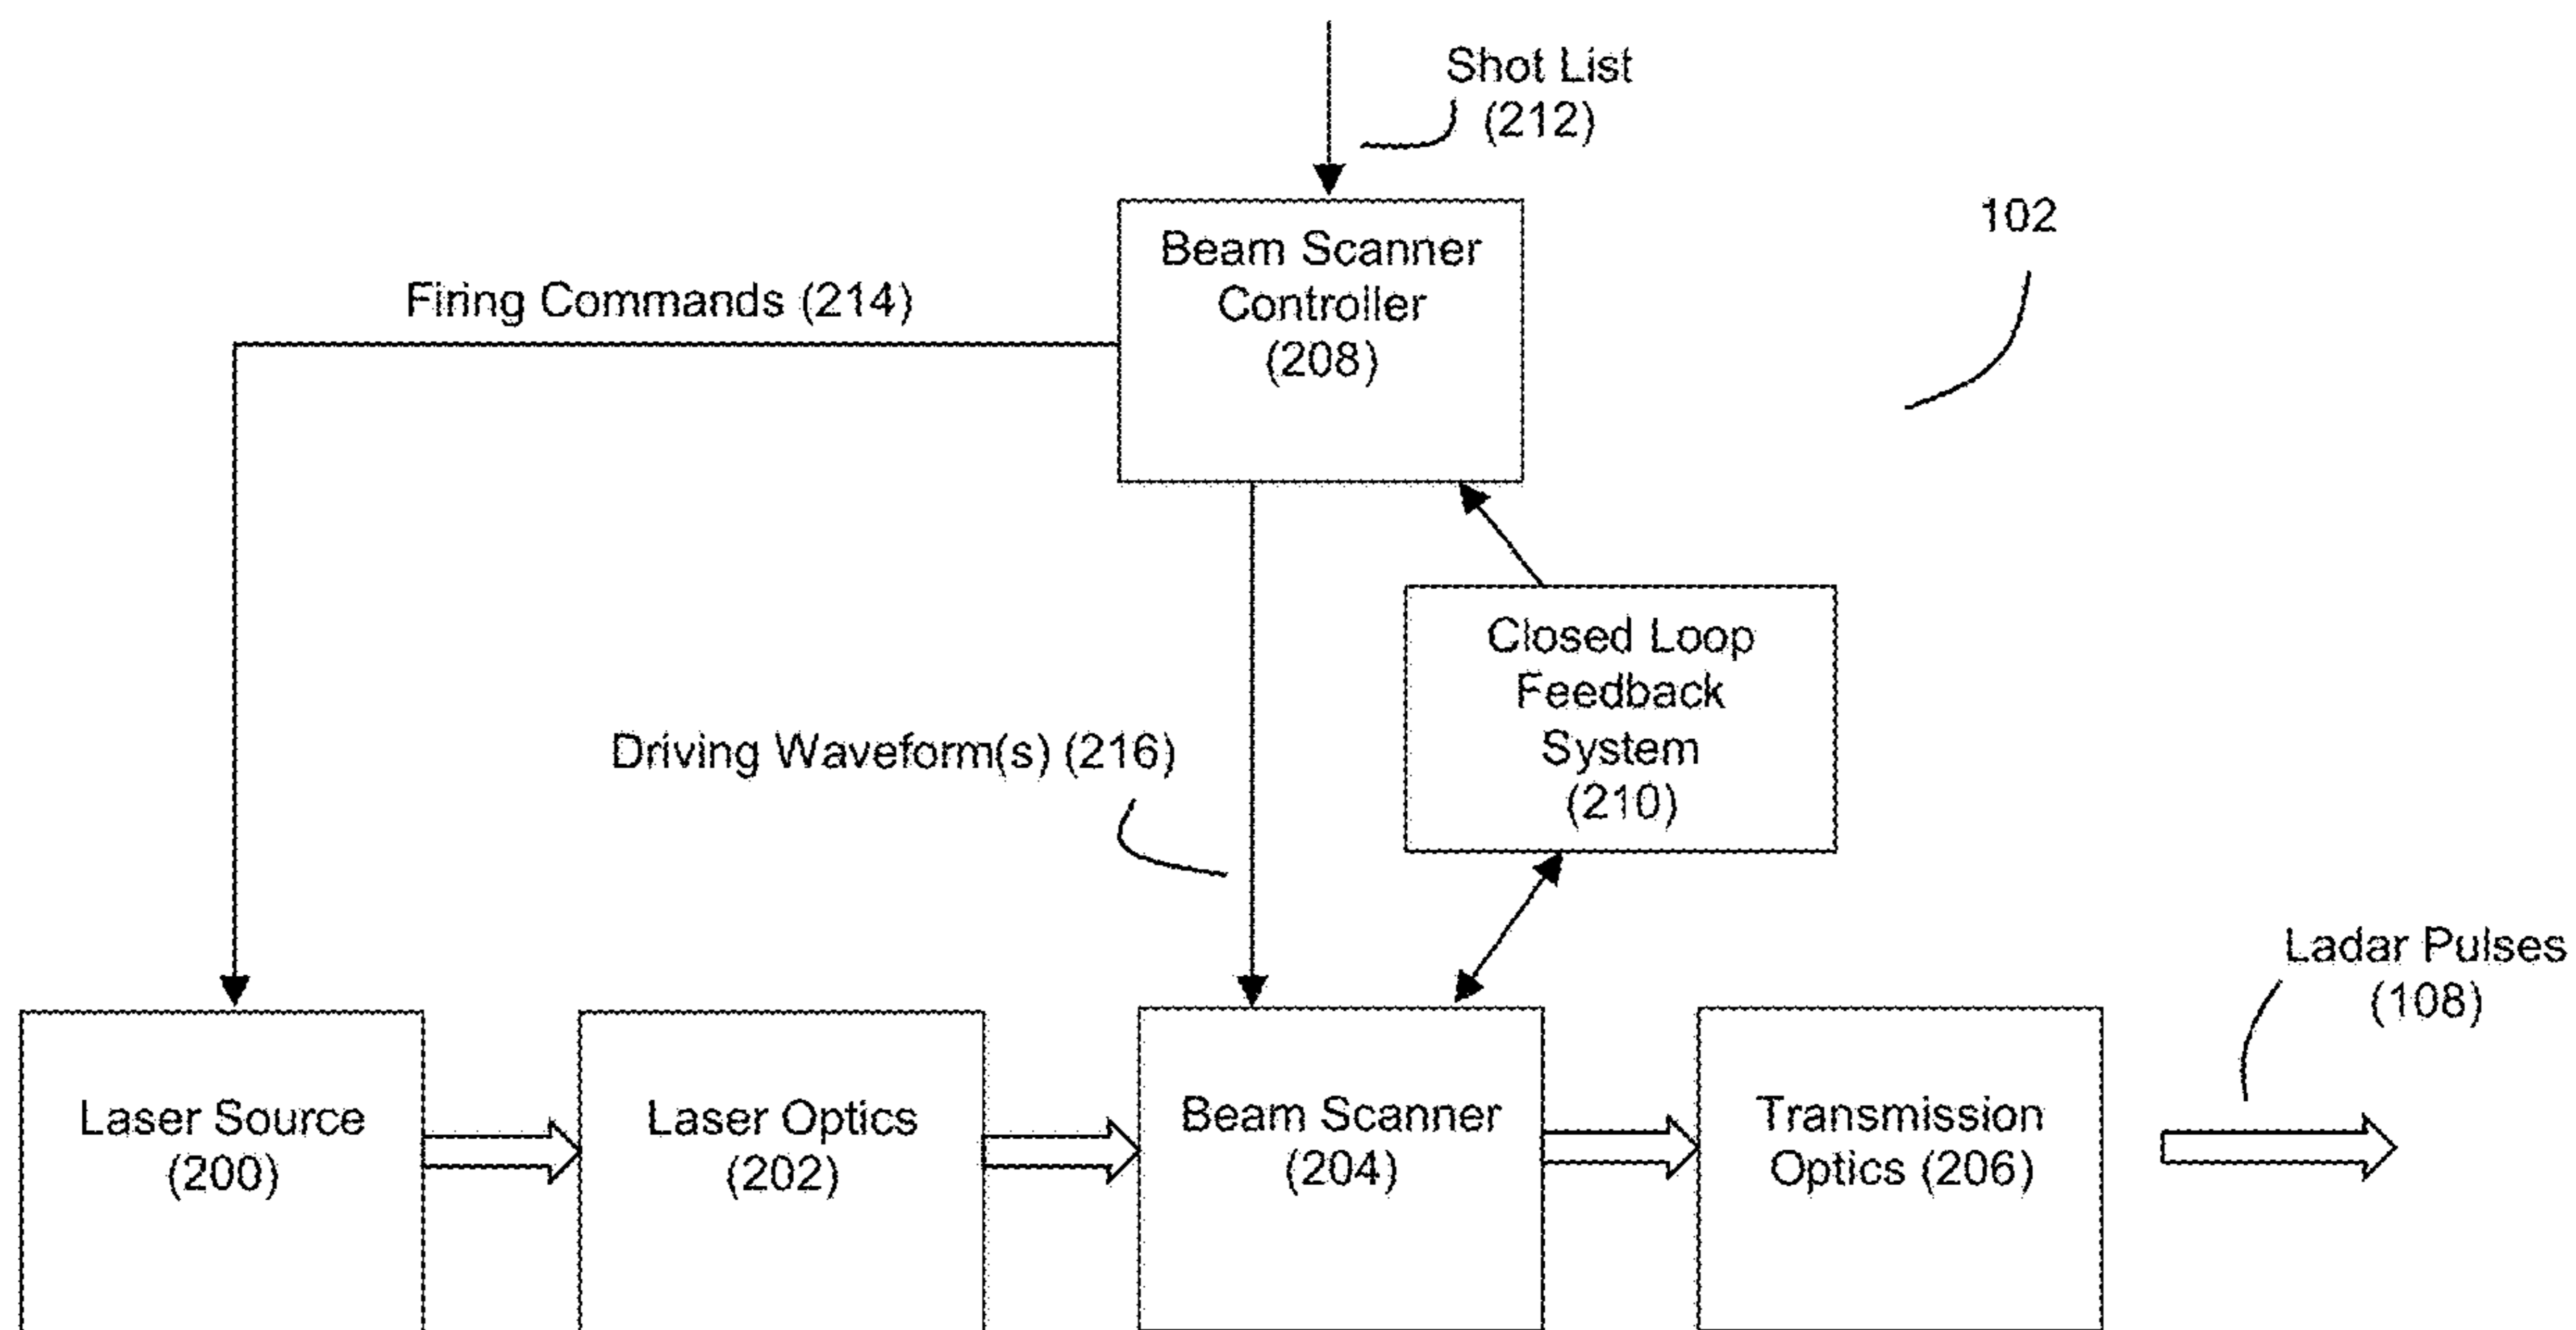 Shot List
(212)
102
Beam Scanner
Controller
(208)
Firing Commands (214)
Closed Loop
Feedback
System
(210)
Driving Waveform(s) (216)
Ladar Pulses
(108)
Laser Source
(200)
Laser Optics
(202)
Beam Scanner
(204)
Transmission
Optics (206)